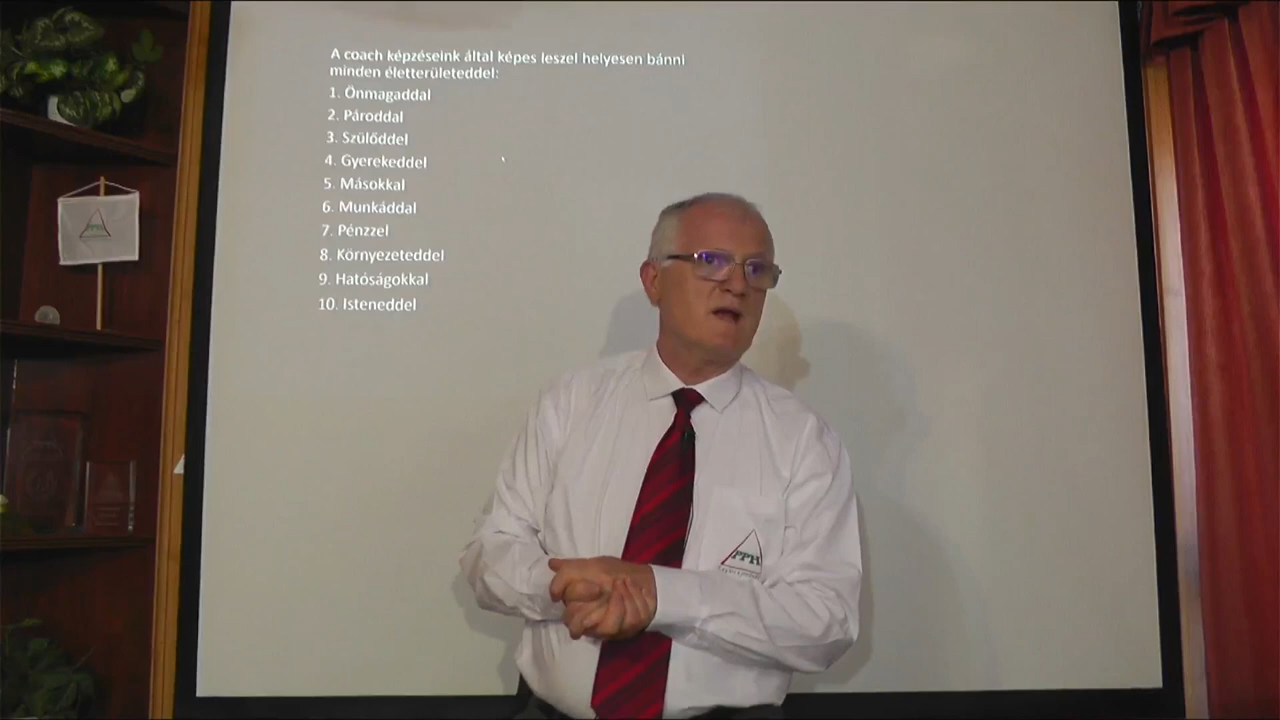 A coach képzéseink által képes leszel helyesen bánni
minden életterületeddel:
1. Önmagaddal
2. Pároddal
3. Szülőddel
4. Gyerekeddel
5. Másokkal
6. Munkáddal
7. Pénzzel
8. Környezeteddel
9. Hatóságokkal
10. Isteneddel
PPH